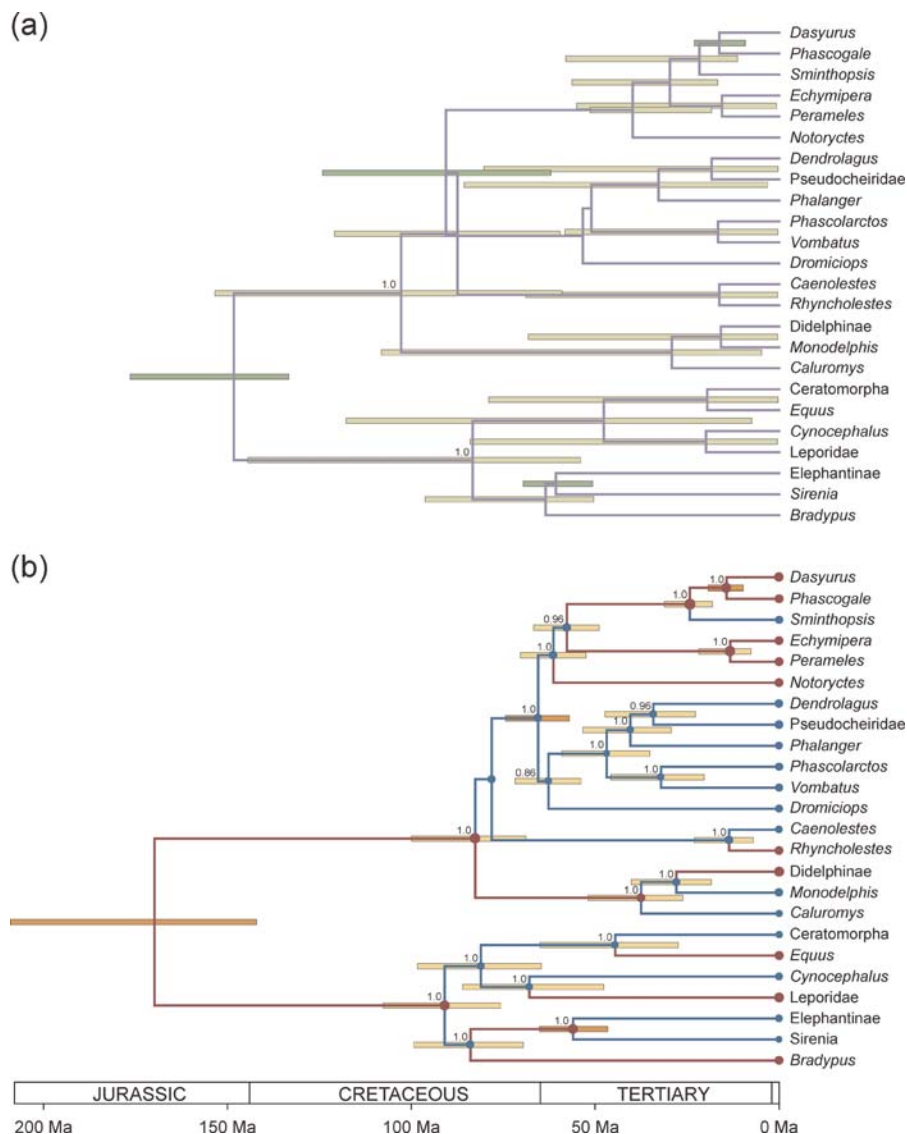 (a)
Dasyurus
Phascogale
Sminthopsis
Echymipera
Perameles
Notoryctes
Dendrolagus
Pseudocheiridae
Phalanger
Phascolarctos
Vombatus
Dromiciops
Caenolestes
1.0
Rhyncholestes
Didelphinae
Monodelphis
Caluromys
Ceratomorpha
Equus
Cynocephalus
Leporidae
1.0
Elephantinae
Sirenia
Bradypus
(b)
1.0 Dasyurus
1.0
Phascogale
Sminthopsis
0.96
1.0 Echymipera
1.0
Perameles
Notoryctes
0.96 Dendrolagus
1.0 1.0 Pseudocheiridae
Phalanger
1.0
Phascolarctos
0.86 1.0
Vombatus
Dromiciops
1.0 1.0 Caenolestes
Rhyncholestes
Didelphinae
1.0
Monodelphis
1.0
Caluromys
1.0 Ceratomorpha
Equus
1.0
Cynocephalus
1.0
Leporidae
1.0
1.0 Elephantinae
Sirenia
1.0
Bradypus
JURASSIC CRETACEOUS TERTIARY
200 Ma 150 Ma 100 Ma 50 Ma 0 Ma